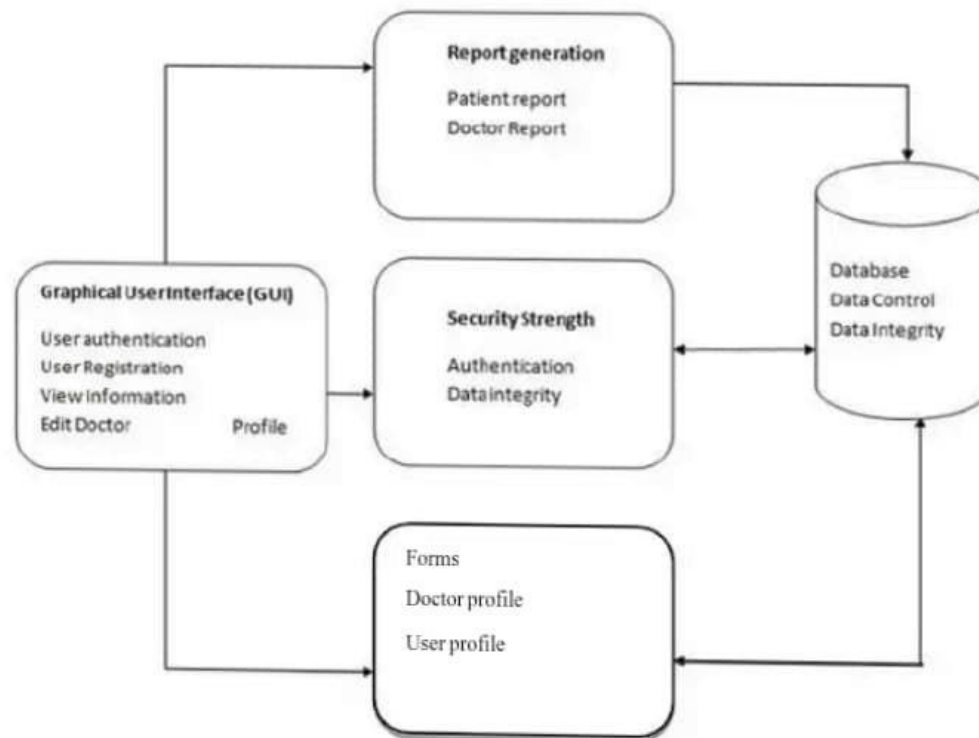 Report generation
Patient report
Doctor Report
Graphical User Interface (GUI)
User authentication
User Registration
View Information
Edit Doctor Profile
Security Strength
Authentication
Data integrity
Database
Data Control
Data Integrity
Forms
Doctor profile
User profile